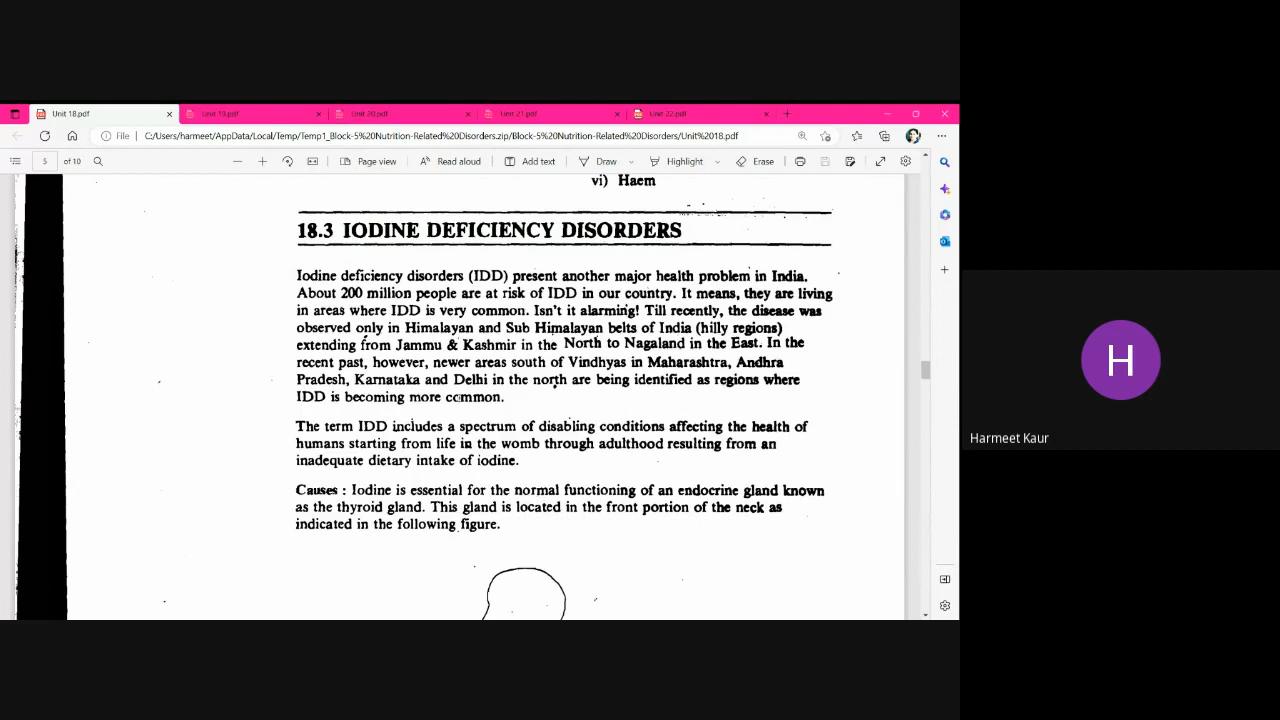 Unit 18.pdf
Unit 19.pdf
Unit 20.pdf
Unit 21.pdf
Unit 22.pdf
File
C:/Users/harmeet/AppData/Local/Temp/Temp1_Block-5%20Nutrition-Related%20Disorders.zip/Block-5%20Nutrition-Related%20Disorders/Unit%2018.pdf
5 of 10
Page view
Read aloud
Add text
Draw
Highlight
Erase
vi) Haem
18.3 IODINE DEFICIENCY DISORDERS
Iodine deficiency disorders (IDD) present another major health problem in India.
About 200 million people are at risk of IDD in our country. It means, they are living
in areas where IDD is very common. Isn't it alarming! Till recently, the disease was
observed only in Himalayan and Sub Himalayan belts of India (hilly regions)
extending from Jammu & Kashmir in the North to Nagaland in the East. In the
recent past, however, newer areas south of Vindhyas in Maharashtra, Andhra
Pradesh, Karnataka and Delhi in the north are being identified as regions where
IDD is becoming more common.
The term IDD includes a spectrum of disabling conditions affecting the health of
humans starting from life in the womb through adulthood resulting from an
inadequate dietary intake of iodine.
Causes : Iodine is essential for the normal functioning of an endocrine gland known
as the thyroid gland. This gland is located in the front portion of the neck as
indicated in the following figure.
H
Harmeet Kaur